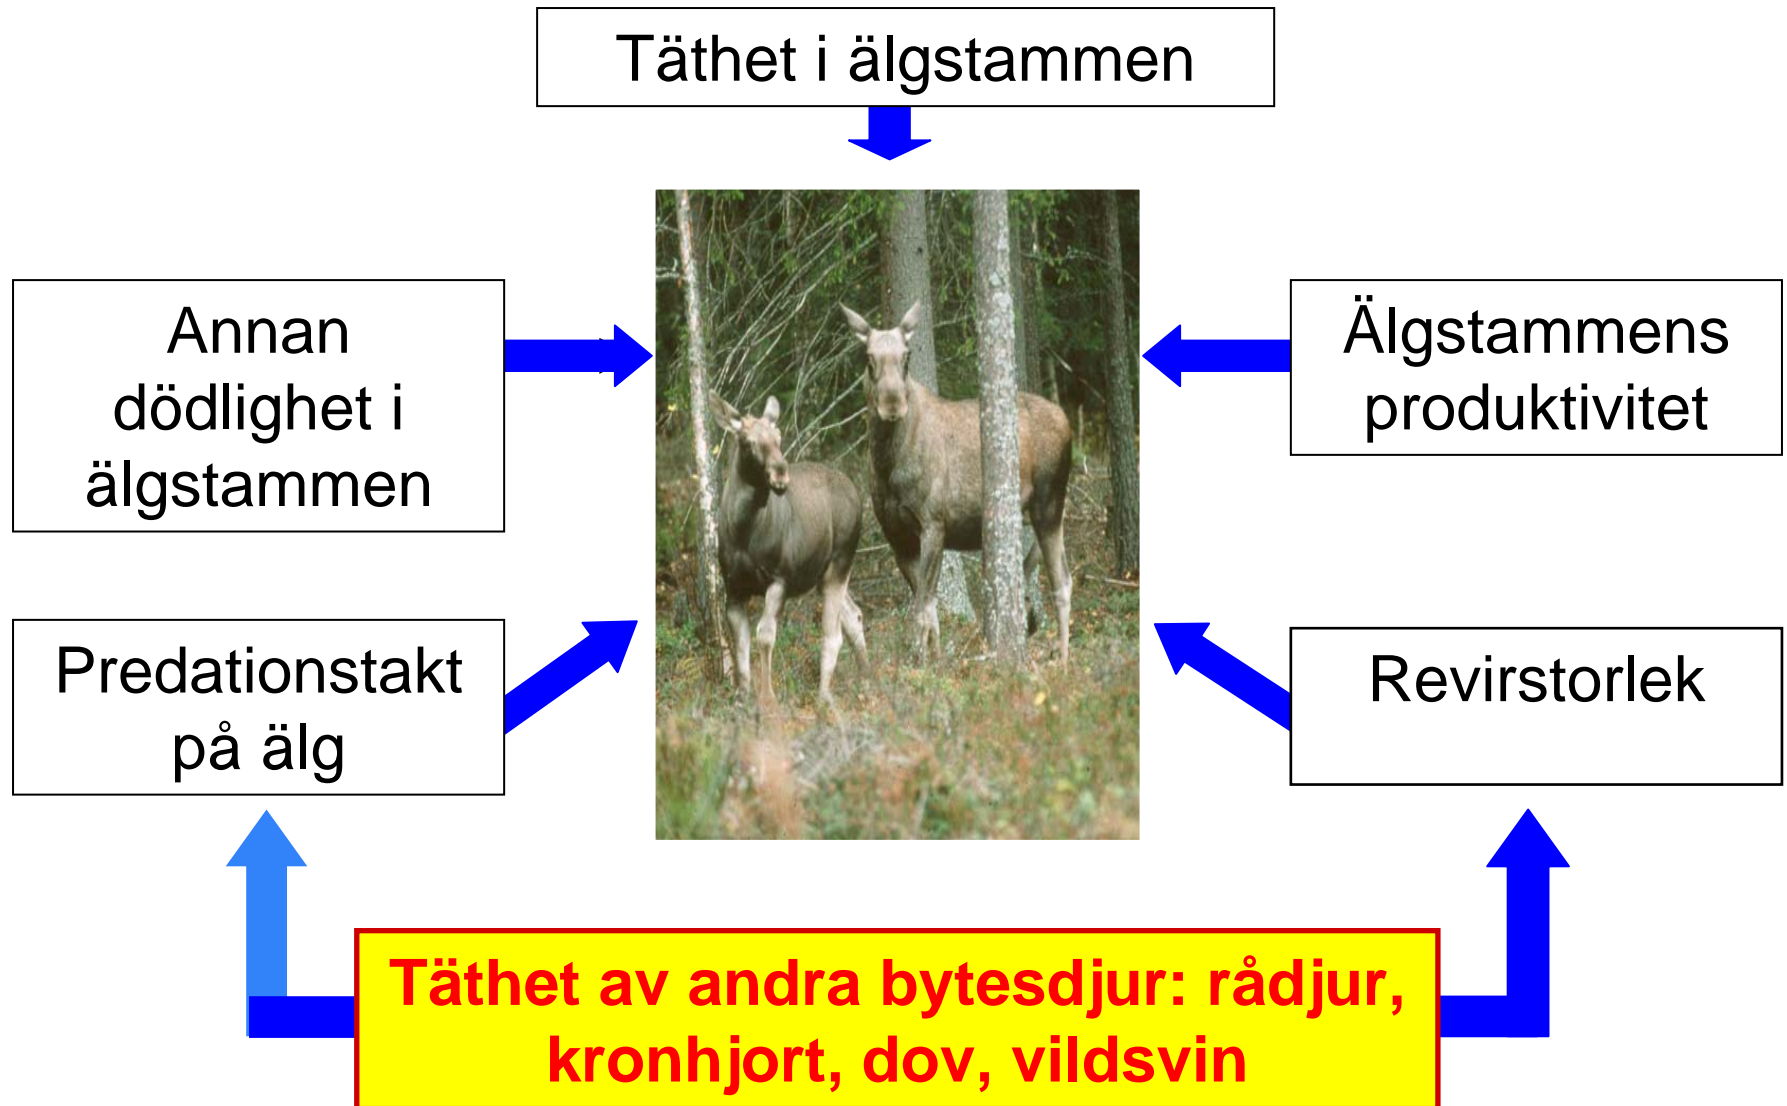 Täthet i älgstammen
Annan
dödlighet i
älgstammen
Älgstammens
produktivitet
Predationstakt
på älg
Revirstorlek
Täthet av andra bytesdjur: rådjur,
kronhjort, dov, vildsvin